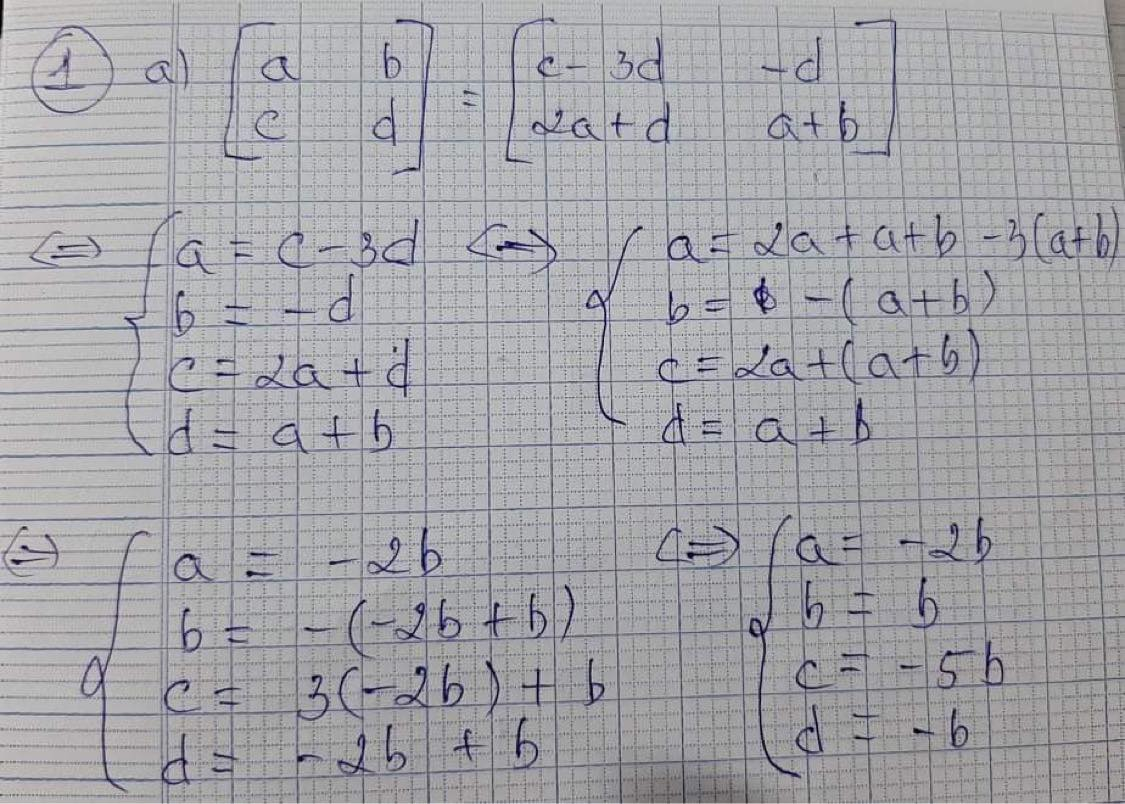 ① a) [a b] = [c - 3d -d]
[c d] [2a + d a + b]
⇔ { a = c - 3d ⇔ { a = 2a + a + b - 3(a+b)
b = -d b = -(a+b)
c = 2a + d c = 2a + (a+b)
d = a + b d = a + b
⇔ { a = -2b ⇔ { a = -2b
b = -(-2b + b) b = b
c = 3(-2b) + b c = -5b
d = -2b + b d = -b